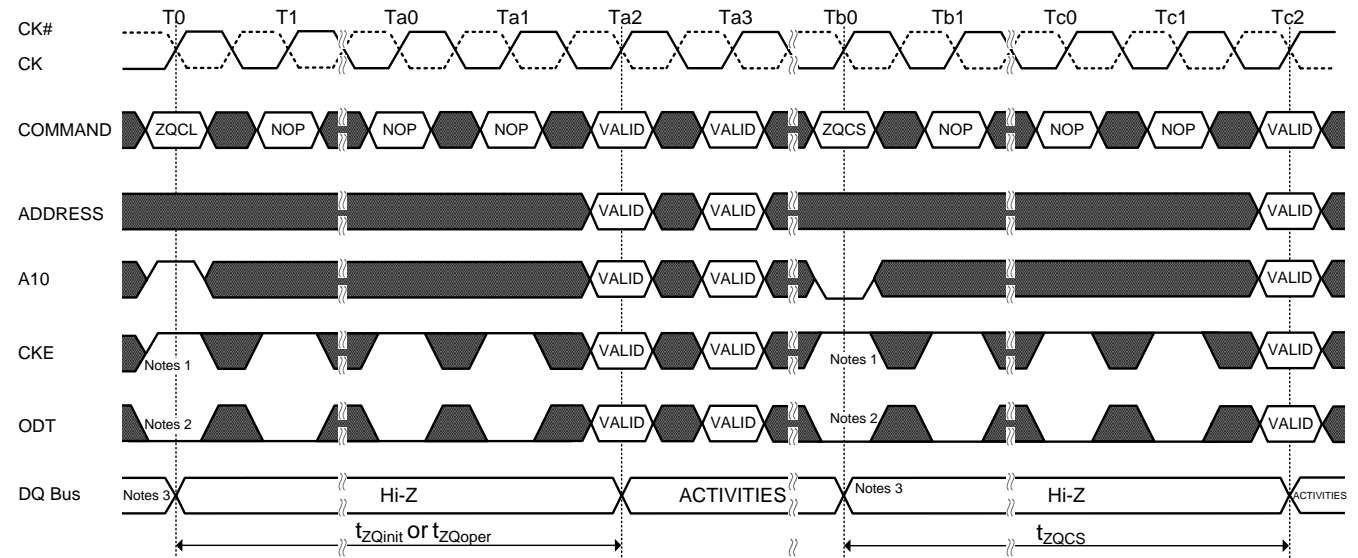 T0 T1 Ta0 Ta1 Ta2 Ta3 Tb0 Tb1 Tc0 Tc1 Tc2
CK#
CK
COMMAND ZQCL NOP NOP NOP VALID VALID ZQCS NOP NOP NOP VALID
ADDRESS VALID VALID VALID
A10 VALID VALID VALID
CKE Notes 1 VALID VALID Notes 1 VALID
ODT Notes 2 VALID VALID Notes 2 VALID
DQ Bus Notes 3 Hi-Z ACTIVITIES Notes 3 Hi-Z ACTIVITIES
tZQinit or tZQoper tZQCS